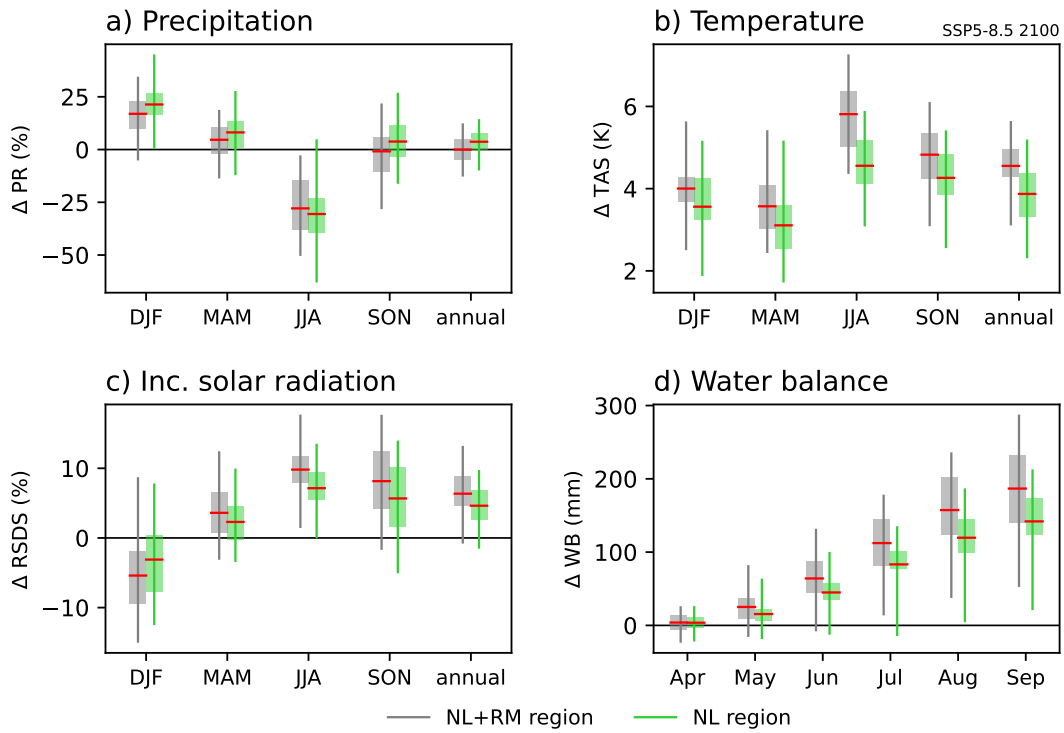 a) Precipitation
Δ PR (%)
25
0
−25
−50
DJF MAM JJA SON annual
b) Temperature
SSP5-8.5 2100
Δ TAS (K)
6
4
2
DJF MAM JJA SON annual
c) Inc. solar radiation
Δ RSDS (%)
10
0
−10
DJF MAM JJA SON annual
d) Water balance
Δ WB (mm)
300
200
100
0
Apr May Jun Jul Aug Sep
NL+RM region NL region